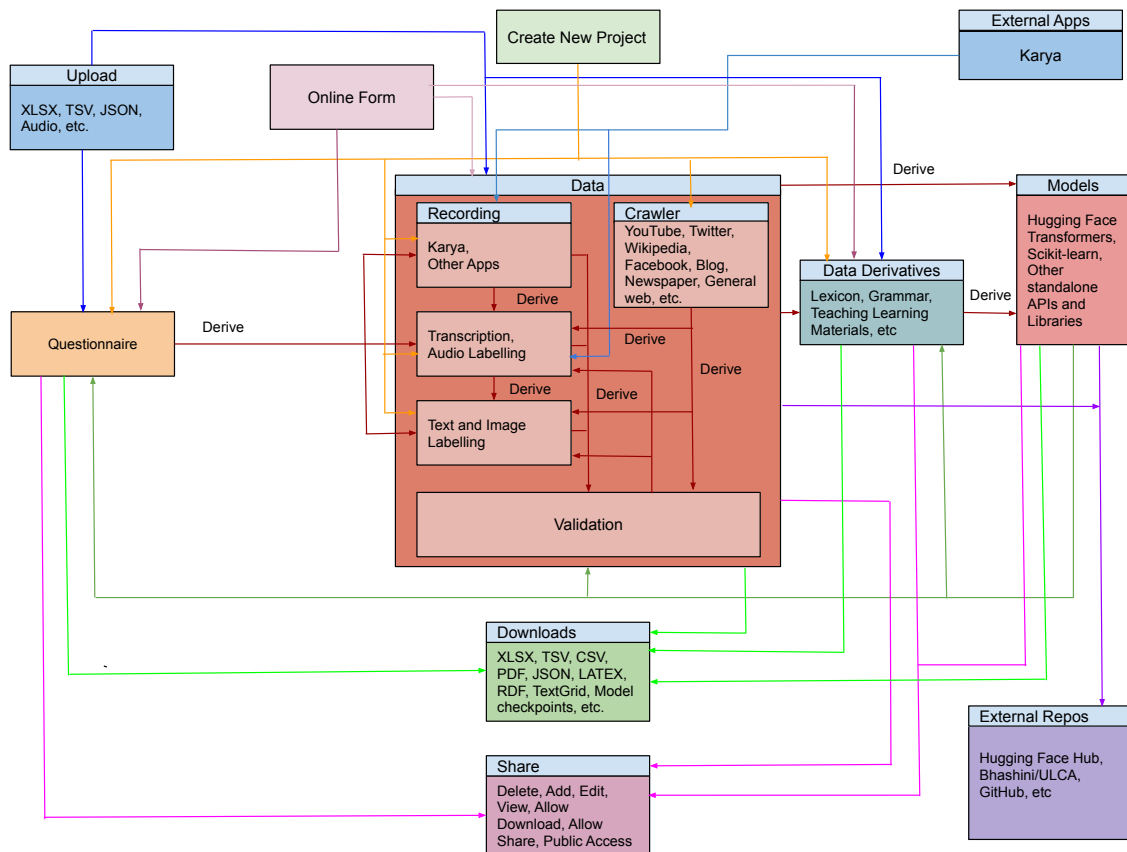 Create New Project
External Apps
Karya
Upload
XLSX, TSV, JSON,
Audio, etc.
Online Form
Derive
Data
Models
Recording
Karya,
Other Apps
Crawler
YouTube, Twitter,
Wikipedia,
Facebook, Blog,
Newspaper, General
web, etc.
Hugging Face
Transformers,
Scikit-learn,
Other
standalone
APIs and
Libraries
Data Derivatives
Lexicon, Grammar,
Teaching Learning
Materials, etc
Derive
Derive
Questionnaire
Derive
Transcription,
Audio Labelling
Derive
Derive
Derive
Derive
Text and Image
Labelling
Validation
Downloads
XLSX, TSV, CSV,
PDF, JSON, LATEX,
RDF, TextGrid, Model
checkpoints, etc.
External Repos
Hugging Face Hub,
Bhashini/ULCA,
GitHub, etc
Share
Delete, Add, Edit,
View, Allow
Download, Allow
Share, Public Access